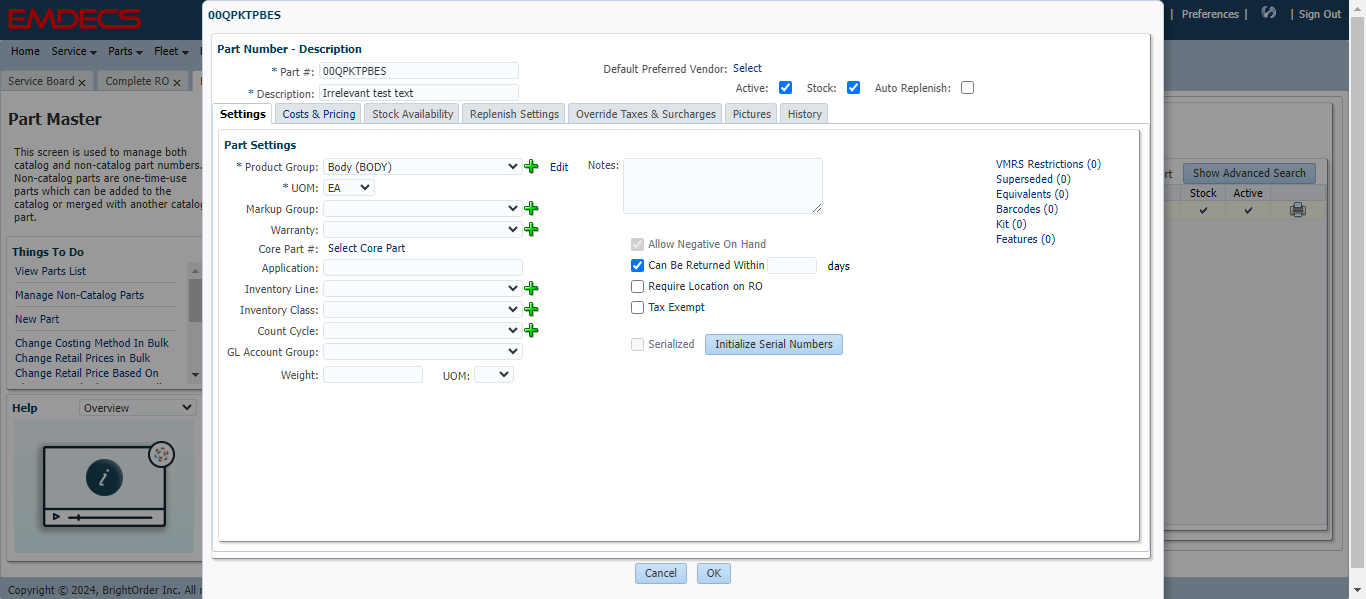 EMDECS
Preferences | | Sign Out
Home Service Parts Fleet
Service Board x Complete RO x
Part Master
This screen is used to manage both
catalog and non-catalog part numbers.
Non-catalog parts are one-time-use
parts which can be added to the
catalog or merged with another catalog
part.
Things To Do
View Parts List
Manage Non-Catalog Parts
New Part
Change Costing Method In Bulk
Change Retail Prices in Bulk
Change Retail Price Based On
Help Overview
i
Copyright © 2024, BrightOrder Inc. All
00QPKTPBES
Part Number - Description
* Part #: 00QPKTPBES
* Description: Irrelevant test text
Default Preferred Vendor: Select
Active: Stock: Auto Replenish:
Settings Costs & Pricing Stock Availability Replenish Settings Override Taxes & Surcharges Pictures History
Part Settings
* Product Group: Body (BODY) Edit
* UOM: EA
Markup Group:
Warranty:
Core Part #: Select Core Part
Application:
Inventory Line:
Inventory Class:
Count Cycle:
GL Account Group:
Weight: UOM:
Notes:
Allow Negative On Hand
Can Be Returned Within days
Require Location on RO
Tax Exempt
Serialized Initialize Serial Numbers
VMRS Restrictions (0)
Superseded (0)
Equivalents (0)
Barcodes (0)
Kit (0)
Features (0)
Cancel OK
Show Advanced Search
Stock Active